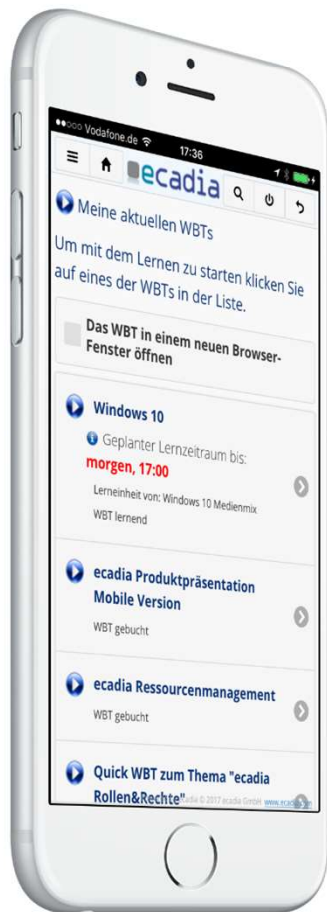 Vodafone.de
17:36
ecadia
Meine aktuellen WBTs
Um mit dem Lernen zu starten klicken Sie
auf eines der WBTs in der Liste.
Das WBT in einem neuen Browser-
Fenster öffnen
Windows 10
Geplanter Lernzeitraum bis:
morgen, 17:00
Lerneinheit von: Windows 10 Medienmix
WBT lernend
ecadia Produktpräsentation
Mobile Version
WBT gebucht
ecadia Ressourcenmanagement
WBT gebucht
Quick WBT zum Thema "ecadia
Rollen&Rechte"
ecadia © 2017 ecadia GmbH www.ecadia.com